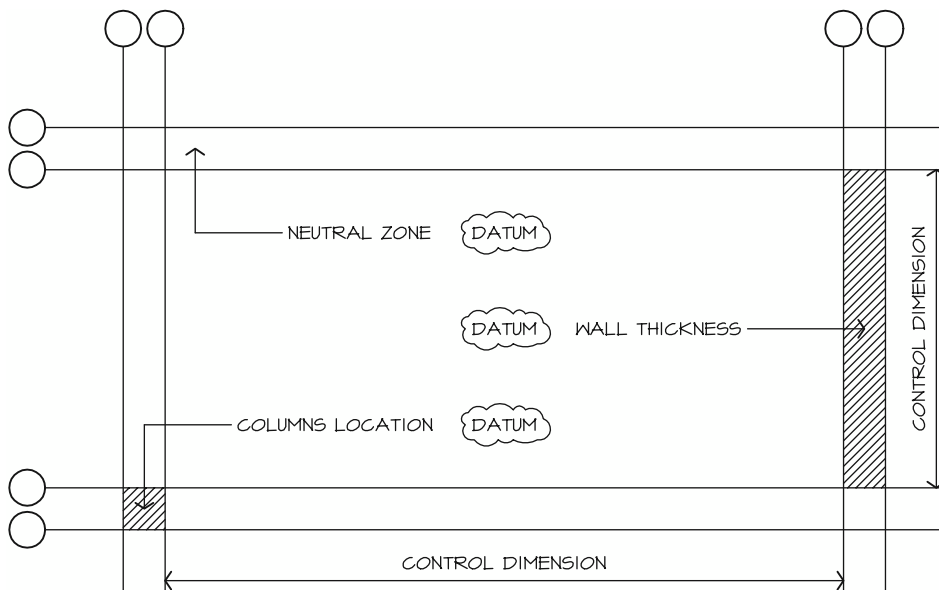 NEUTRAL ZONE
DATUM
DATUM
WALL THICKNESS
CONTROL DIMENSION
COLUMNS LOCATION
DATUM
CONTROL DIMENSION